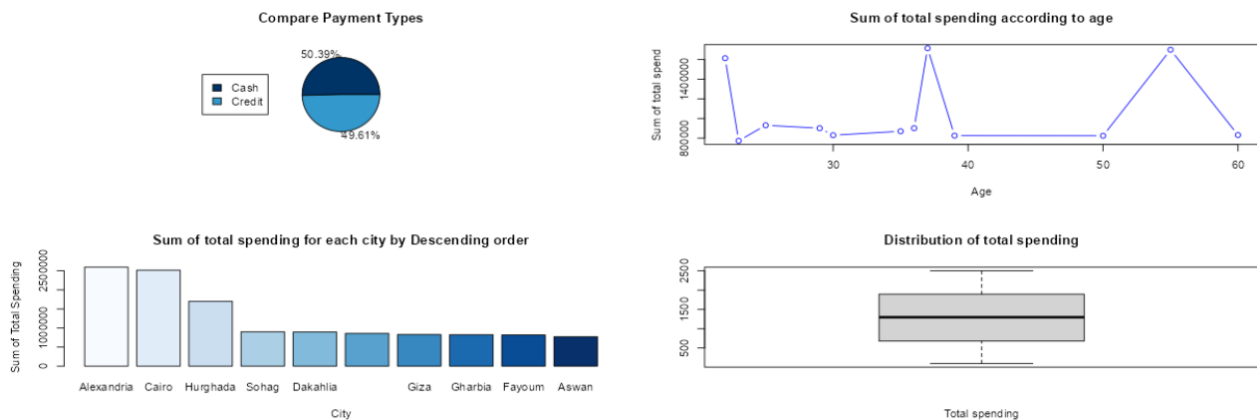 Compare Payment Types
50.39%
Cash
Credit
49.61%
Sum of total spending according to age
Sum of total spend
1400000
800000
30
40
50
60
Age
Sum of total spending for each city by Descending order
Sum of Total Spending
2500000
1000000
0
Alexandria
Cairo
Hurghada
Sohag
Dakahlia
Giza
Gharbia
Fayoum
Aswan
City
Distribution of total spending
2500
1500
500
Total spending